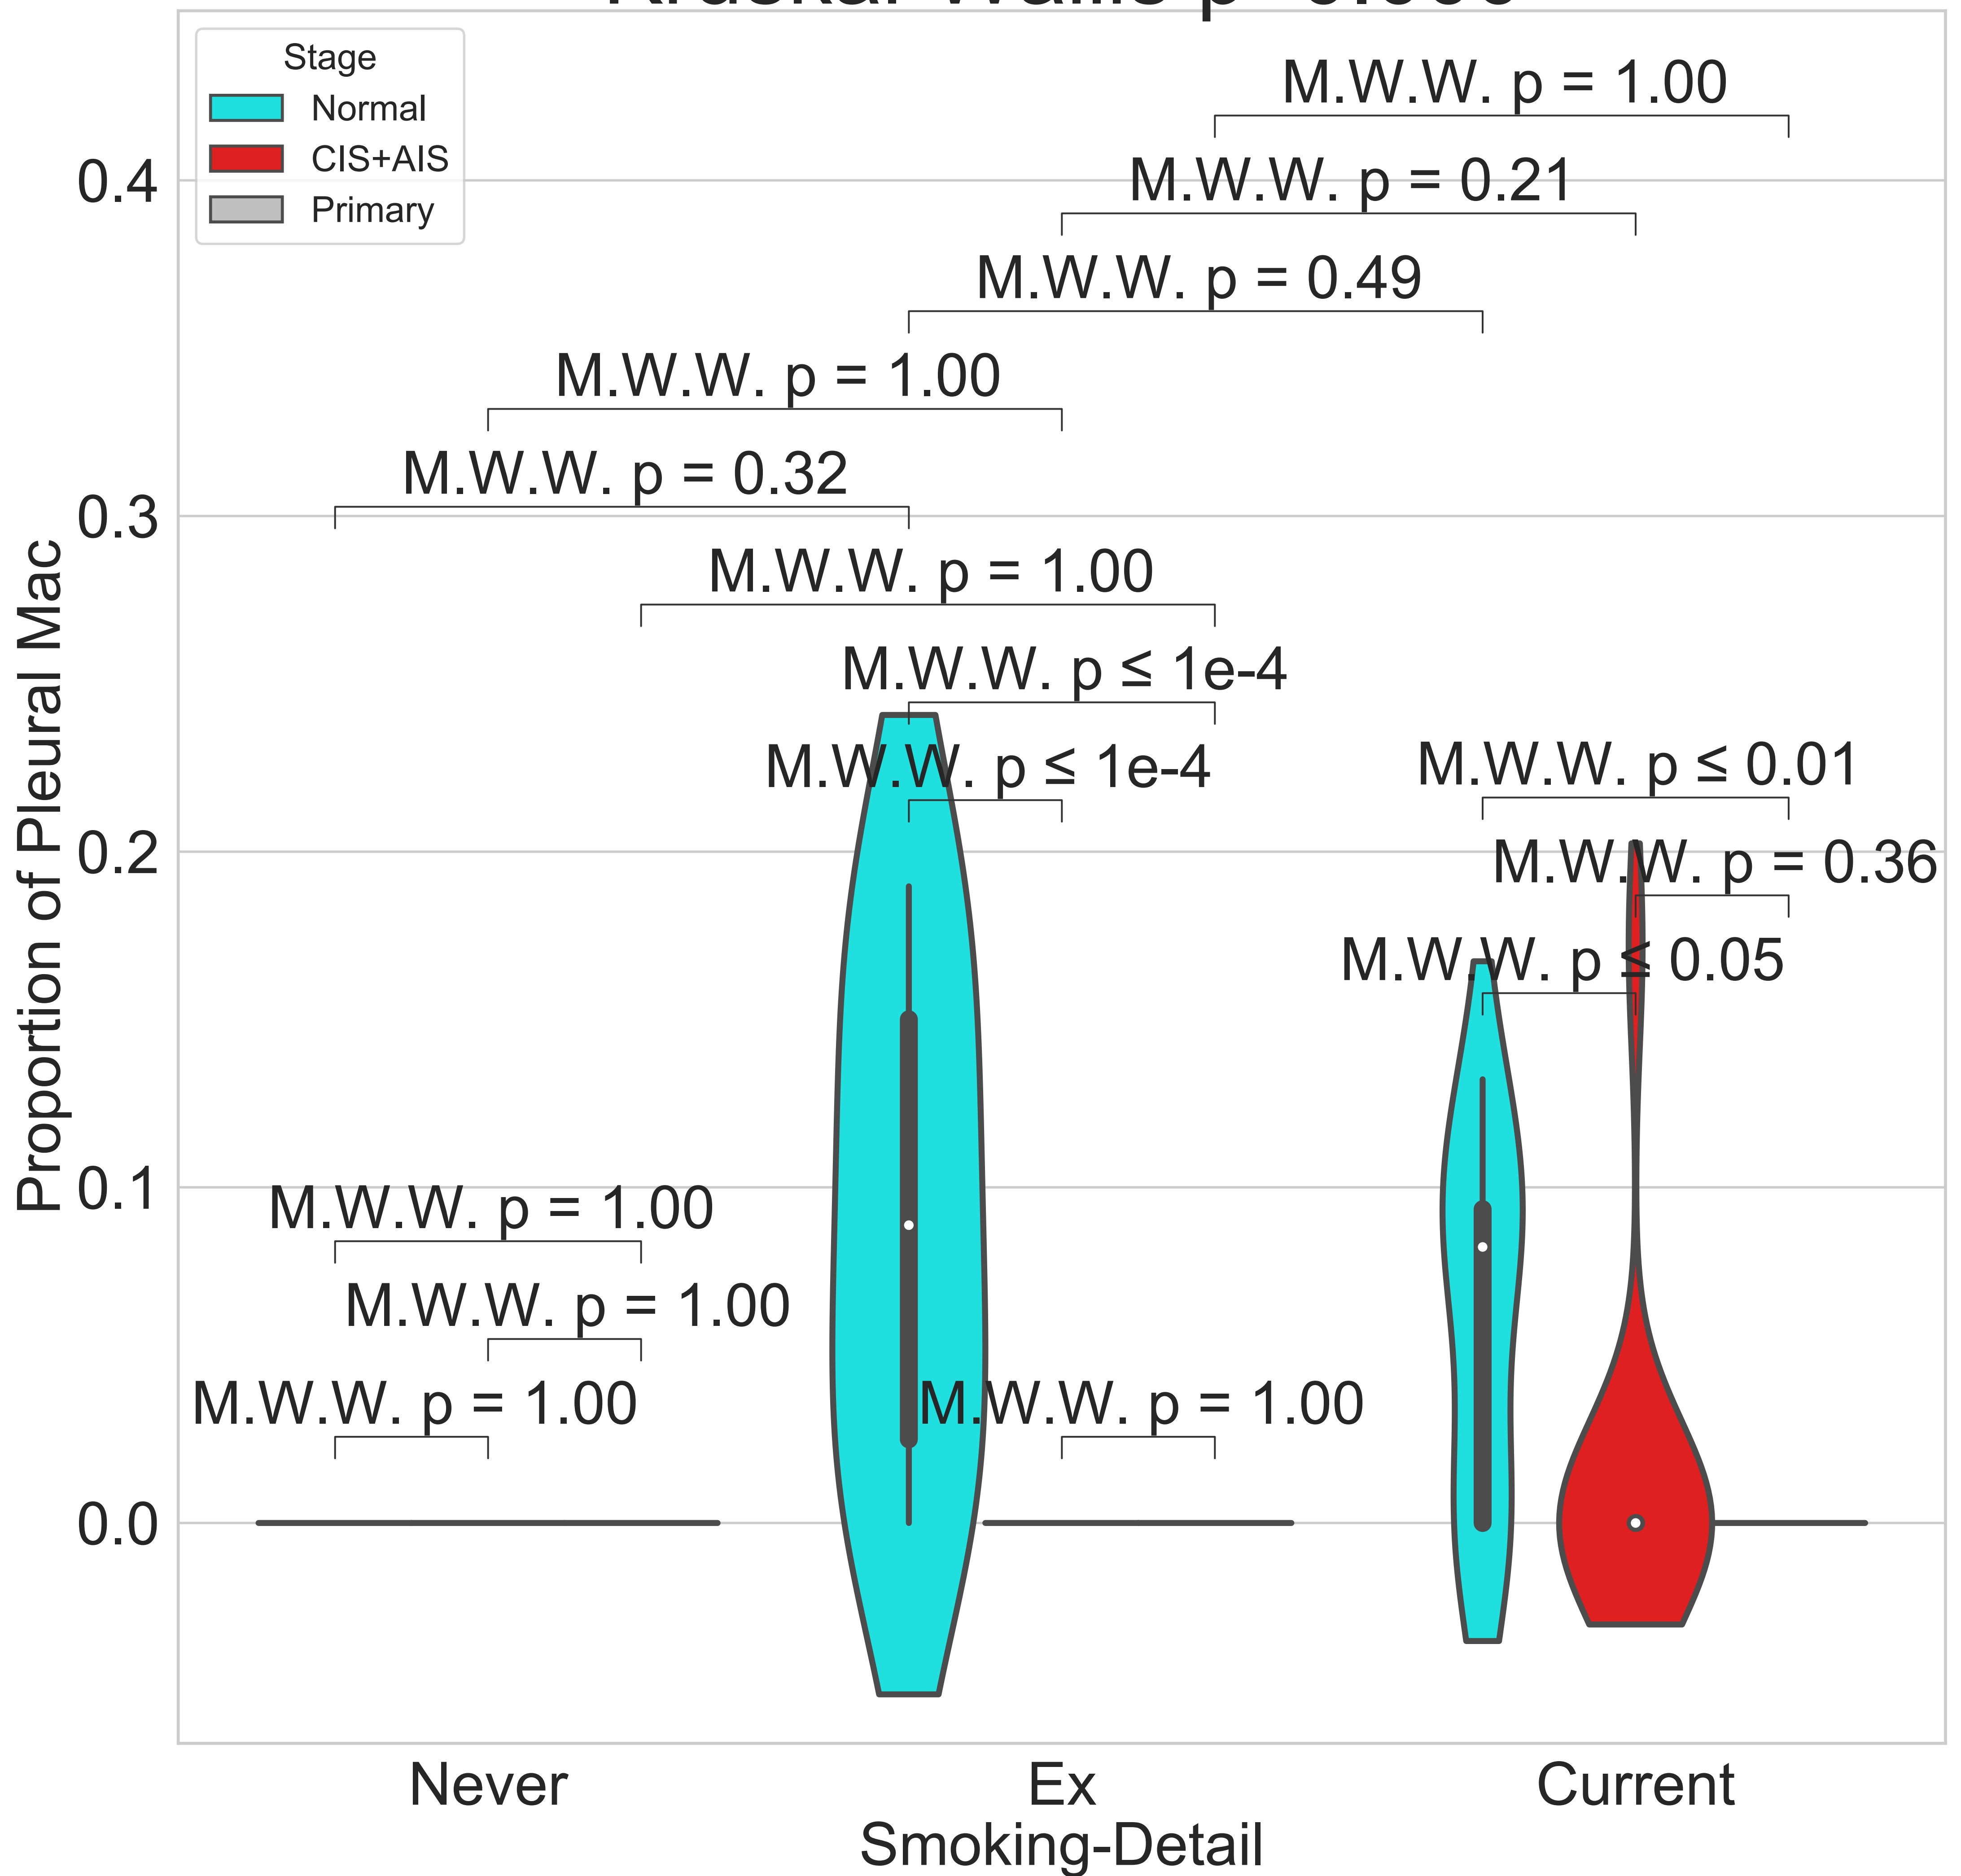 Stage
Normal
CIS+AIS
Primary
M.W.W. p = 1.00
M.W.W. p = 0.21
M.W.W. p = 0.49
M.W.W. p = 1.00
M.W.W. p = 0.32
M.W.W. p = 1.00
M.W.W. p ≤ 1e-4
M.W.W. p ≤ 1e-4
M.W.W. p ≤ 0.01
M.W.W. p = 0.36
M.W.W. p ≤ 0.05
M.W.W. p = 1.00
M.W.W. p = 1.00
M.W.W. p = 1.00
M.W.W. p = 1.00
Proportion of Pleural Mac
0.4
0.3
0.2
0.1
0.0
Never
Ex
Current
Smoking-Detail